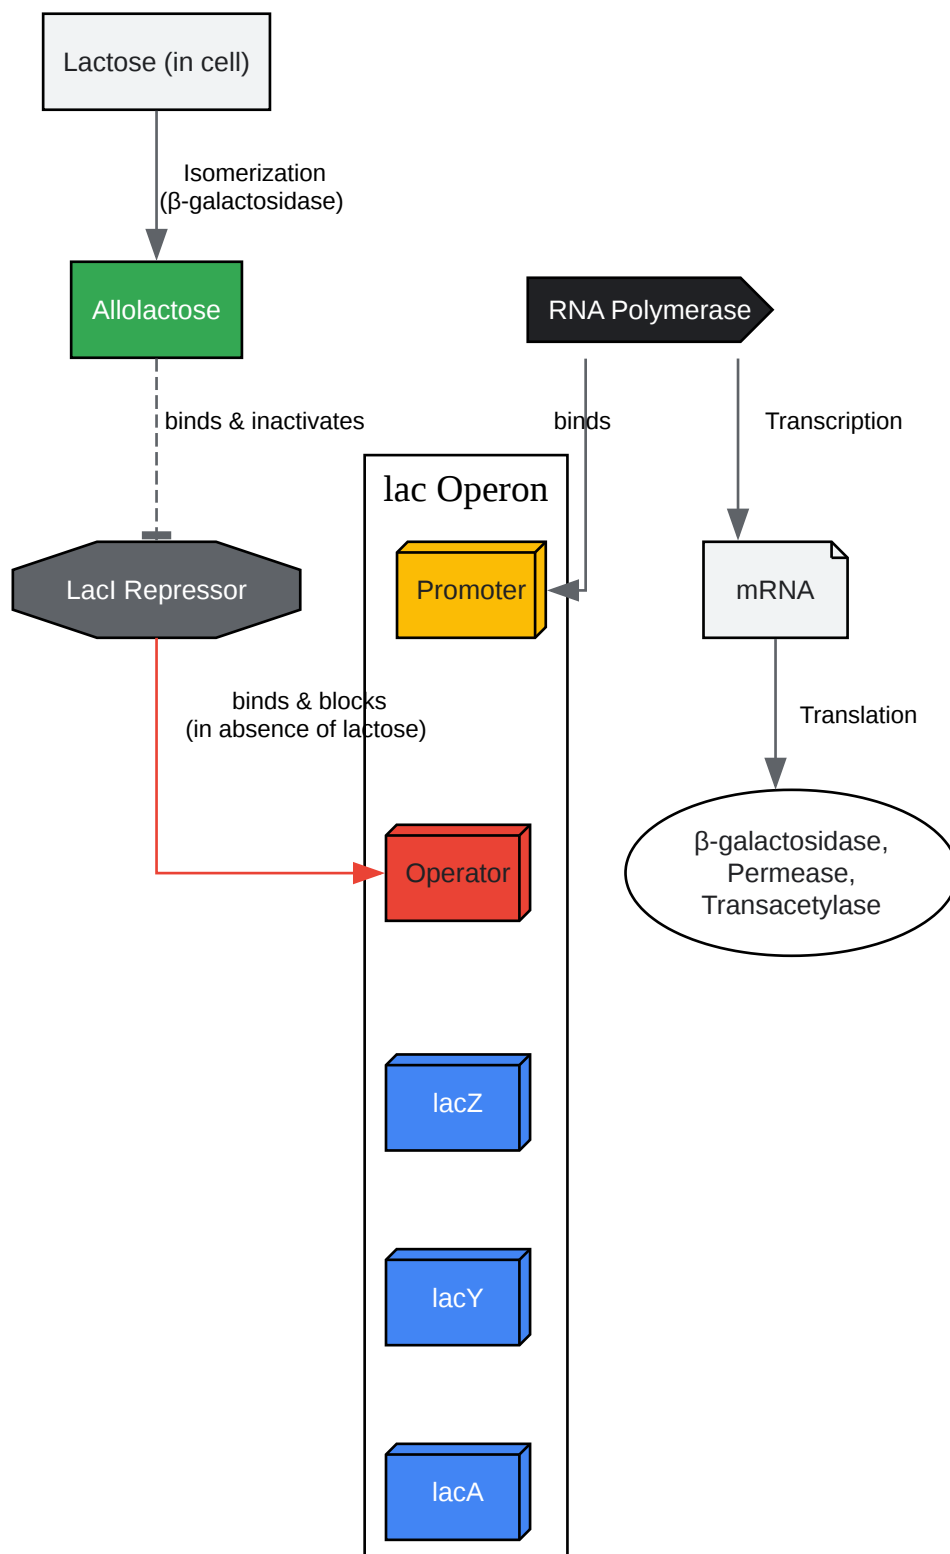 Lactose (in cell)
Isomerization
(β-galactosidase)
Allolactose
RNA Polymerase
binds & inactivates
binds
Transcription
lac Operon
LacI Repressor
Promoter
mRNA
binds & blocks
(in absence of lactose)
Translation
Operator
β-galactosidase,
Permease,
Transacetylase
lacZ
lacY
lacA